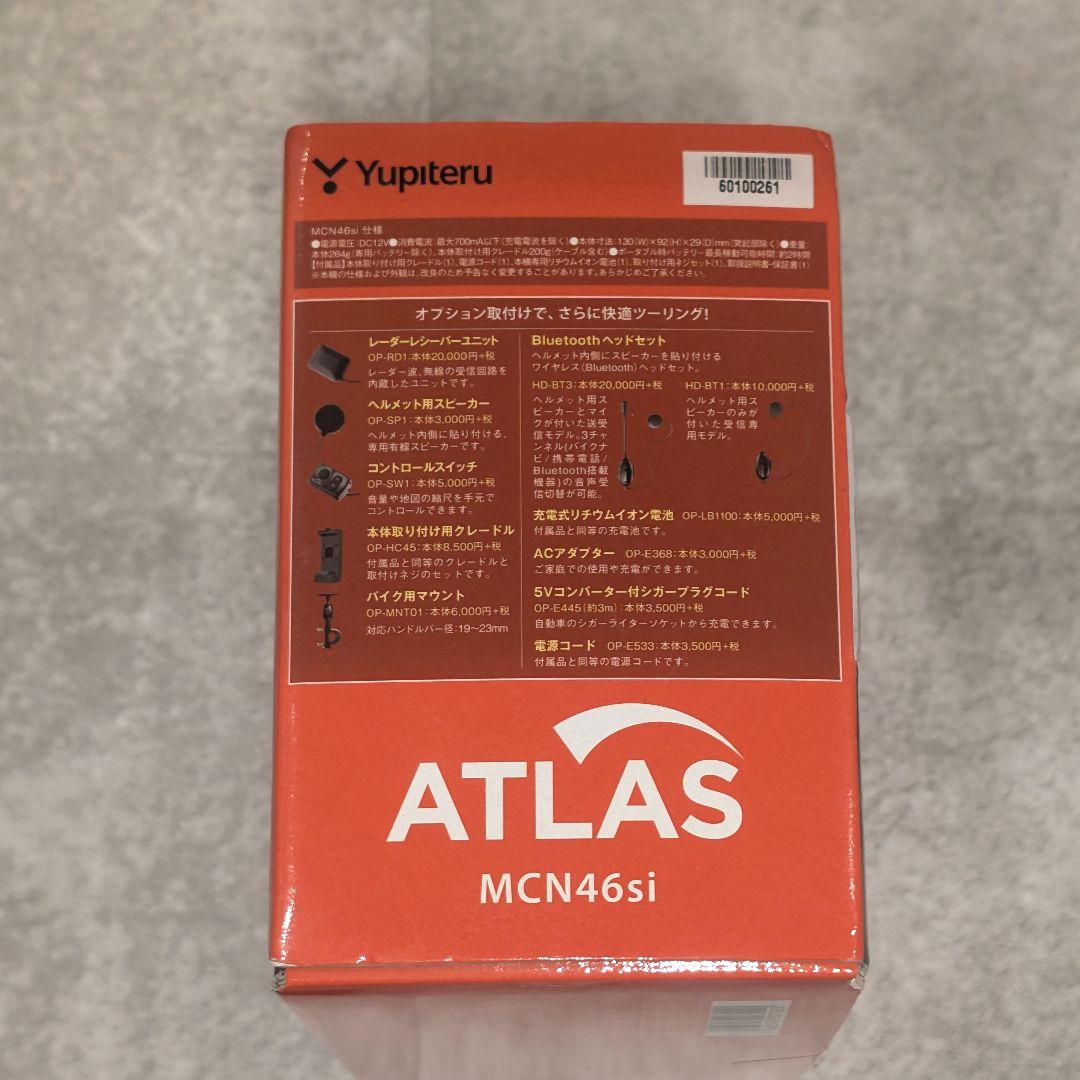 Yupiteru
60100261
MCN46si 仕様
●電源電圧:DC12V●消費電流:最大700mA以下(充電電流を除く)●本体寸法:130(W)×92(H)×29(D)mm(突起部除く)●重量:
本体264g(専用バッテリー除く)、本体取付け用クレードル200g(ケーブル含む)●ポータブル時バッテリー最長稼動可能時間:約2時間
【付属品】本体取り付け用クレードル(1)、電源コード(1)、本機専用リチウムイオン電池(1)、取り付け用ネジセット(1)、取扱説明書・保証書(1)
※本機の仕様および外観は、改良のため予告なく変更することがあります。あらかじめご了承ください。
オプション取付けで、さらに快適ツーリング!
レーダーレシーバーユニット
OP-RD1:本体20,000円+税
レーダー波、無線の受信回路を
内蔵したユニットです。
ヘルメット用スピーカー
OP-SP1:本体3,000円+税
ヘルメット内側に貼り付ける、
専用有線スピーカーです。
コントロールスイッチ
OP-SW1:本体5,000円+税
音量や地図の縮尺を手元で
コントロールできます。
本体取り付け用クレードル
OP-HC45:本体8,500円+税
付属品と同等のクレードルと
取付けネジのセットです。
バイク用マウント
OP-MNT01:本体6,000円+税
対応ハンドルバー径:19〜23mm
Bluetoothヘッドセット
ヘルメット内側にスピーカーを貼り付ける
ワイヤレス(Bluetooth)ヘッドセット。
HD-BT3:本体20,000円+税
ヘルメット用ス
ピーカーとマイ
クが付いた送受
信モデル。3チャ
ンネル(バイクナ
ビ/携帯電話/
Bluetooth搭載
機器)の音声受
信切替が可能。
HD-BT1:本体10,000円+税
ヘルメット用ス
ピーカーのみが
付いた受信専
用モデル。
充電式リチウムイオン電池 OP-LB1100:本体5,000円+税
付属品と同等の充電池です。
ACアダプター OP-E368:本体3,000円+税
ご家庭での使用や充電ができます。
5Vコンバーター付シガープラグコード
OP-E445(約3m):本体3,500円+税
自動車のシガーライターソケットから充電できます。
電源コード OP-E533:本体3,500円+税
付属品と同等の電源コードです。
ATLAS
MCN46si